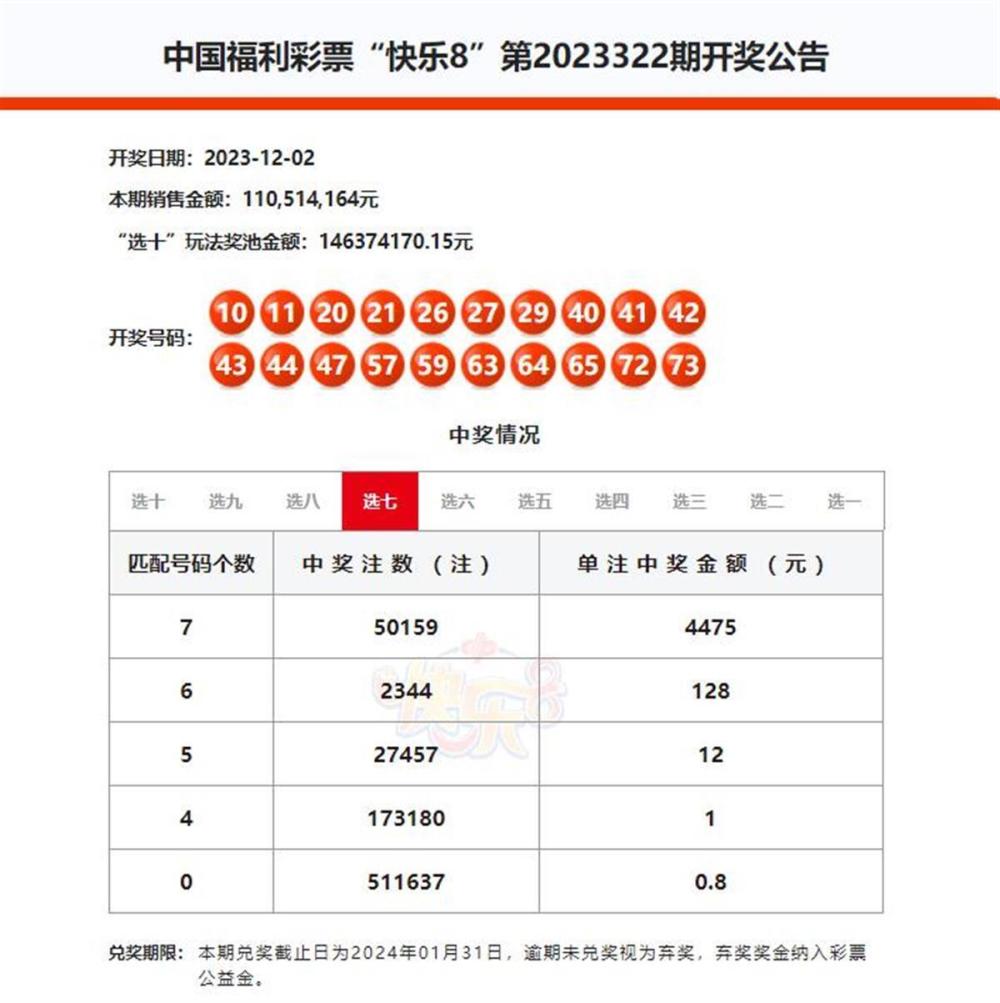 中国福利彩票“快乐8”第2023322期开奖公告
开奖日期：2023-12-02
本期销售金额：110,514,164元
“选十”玩法奖池金额：146374170.15元
开奖号码：
10 11 20 21 26 27 29 40 41 42
43 44 47 57 59 63 64 65 72 73
中奖情况
选十 选九 选八 选七 选六 选五 选四 选三 选二 选一
匹配号码个数 中奖注数（注） 单注中奖金额（元）
7 50159 4475
6 2344 128
5 27457 12
4 173180 1
0 511637 0.8
快乐8
兑奖期限：本期兑奖截止日为2024年01月31日，逾期未兑奖视为弃奖，弃奖奖金纳入彩票
公益金。